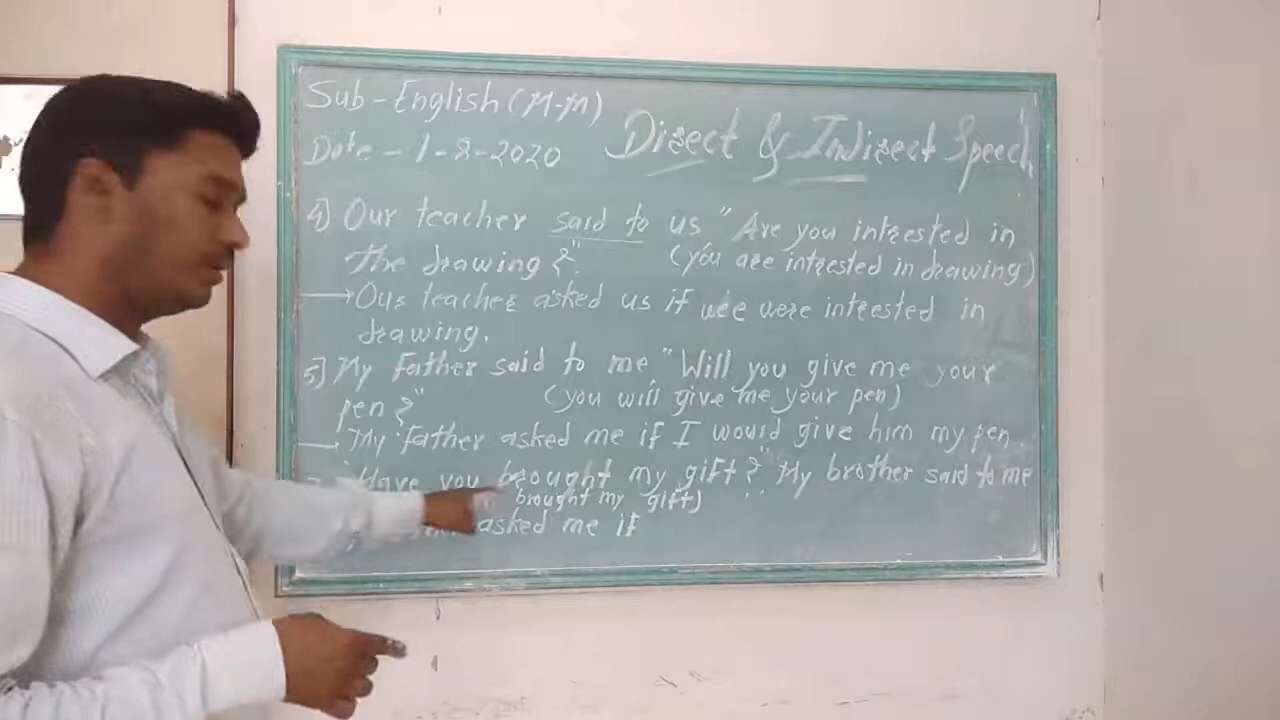 Sub - English (M-M)
Direct & Indirect Speech
Date - 1-8-2020
4] Our teacher said to us "Are you intrested in
the drawing ?"
(you are intrested in drawing)
→ Our teacher asked us if we were intrested in
drawing.
5] My father said to me "Will you give me your
pen ?"
(you will give me your pen)
My father asked me if I would give him my pen
"Have you brought my gift ?" My brother said to me
brought my gift)
asked me if